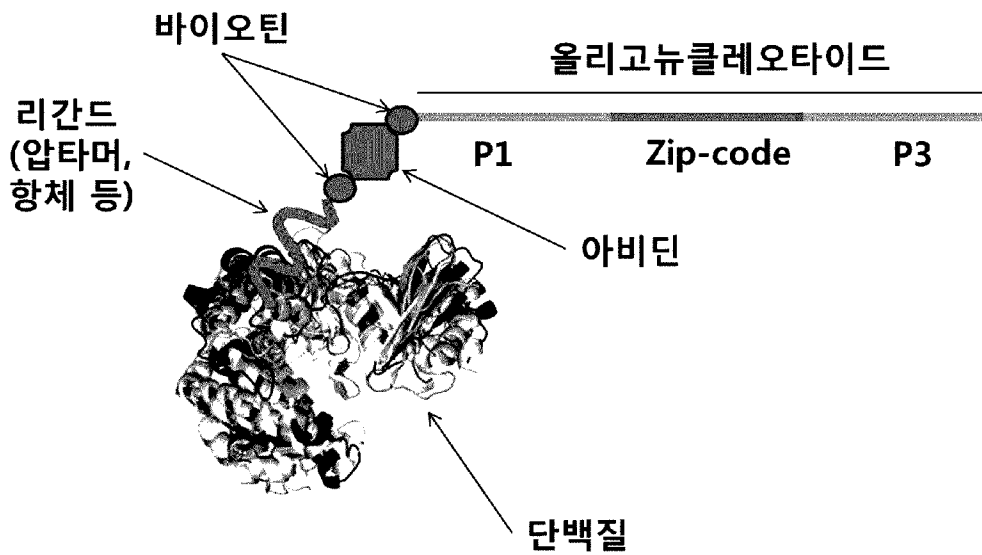 바이오틴
올리고뉴클레오타이드
리간드
(압타머,
항체 등)
P1
Zip-code
P3
아비딘
단백질